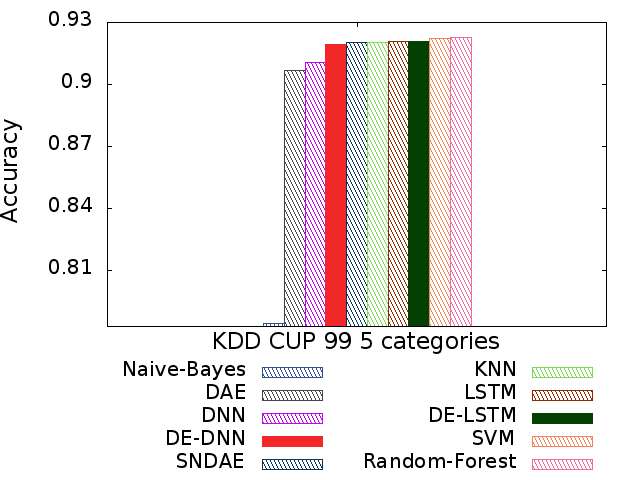 0.93
0.9
0.87
0.84
0.81
Accuracy
KDD CUP 99 5 categories
Naive-Bayes
DAE
DNN
DE-DNN
SNDAE
KNN
LSTM
DE-LSTM
SVM
Random-Forest